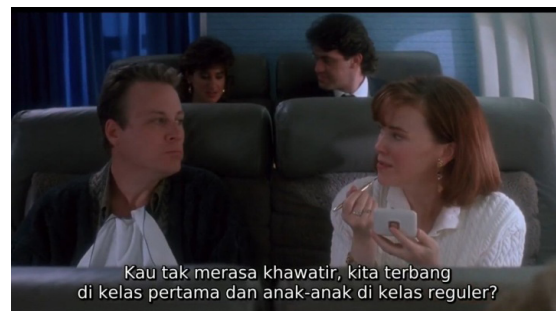 Kau tak merasa khawatir, kita terbang
di kelas pertama dan anak-anak di kelas reguler?